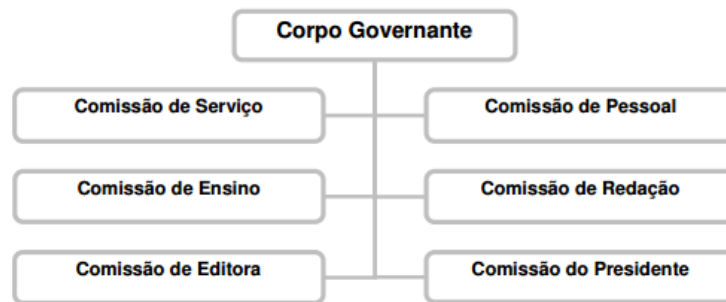 Corpo Governante
Comissão de Serviço
Comissão de Pessoal
Comissão de Ensino
Comissão de Redação
Comissão de Editora
Comissão do Presidente